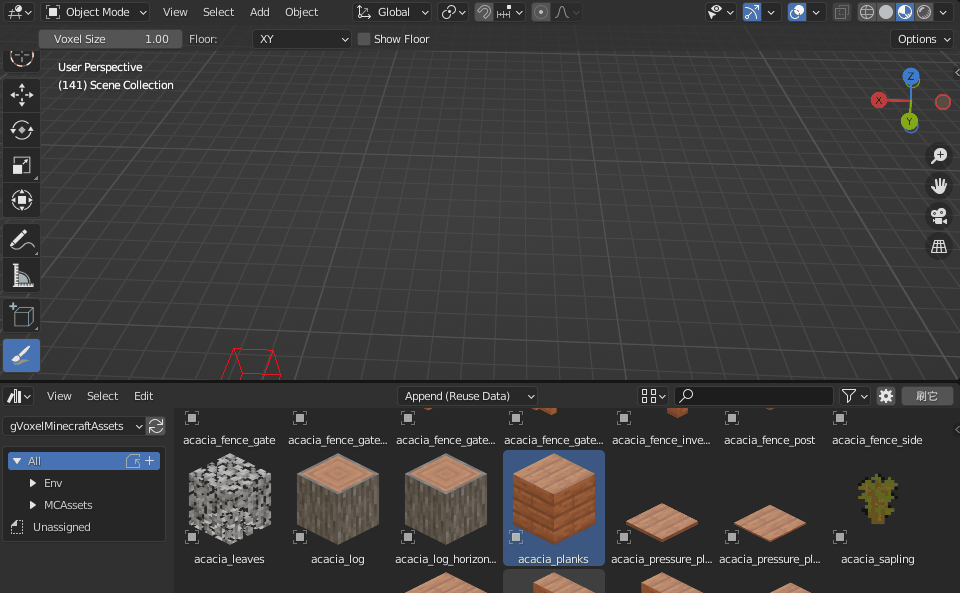 Object Mode View Select Add Object Global
Voxel Size 1.00 Floor: XY Show Floor Options
User Perspective
(141) Scene Collection
Z
X
Y
View Select Edit Append (Reuse Data) 刷它
gVoxelMinecraftAssets
All
Env
MCAssets
Unassigned
acacia_fence_gate acacia_fence_gate... acacia_fence_gate... acacia_fence_gate... acacia_fence_inve... acacia_fence_post acacia_fence_side
acacia_leaves acacia_log acacia_log_horizon... acacia_planks acacia_pressure_pl... acacia_pressure_pl... acacia_sapling